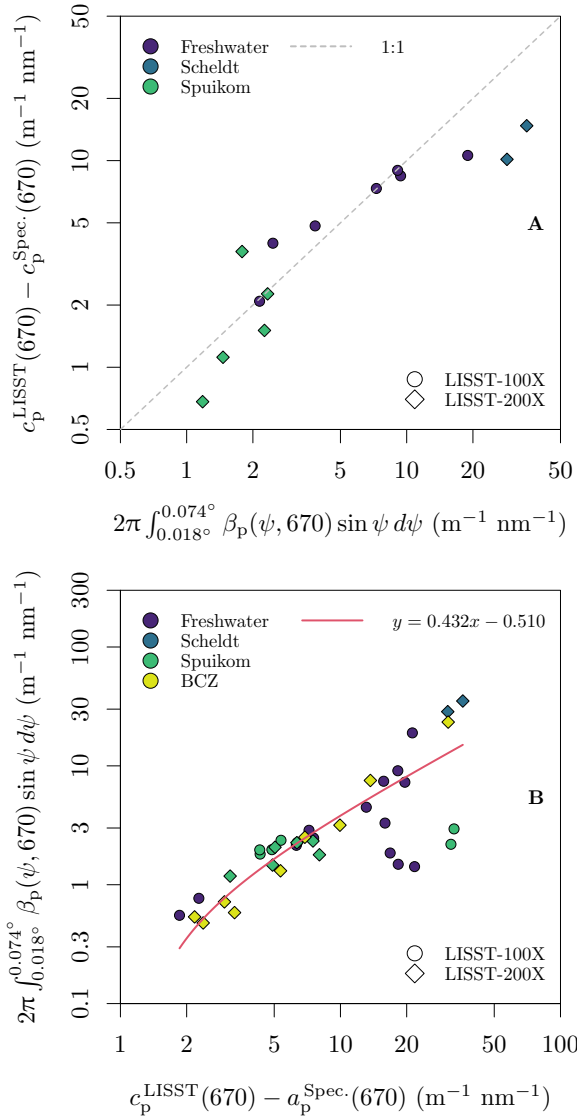 50
20
10
5
2
1
0.5
c_p^LISST(670) − c_p^Spec.(670) (m⁻¹ nm⁻¹)
Freshwater
Scheldt
Spuikom
1:1
A
LISST-100X
LISST-200X
0.5 1 2 5 10 20 50
2π ∫_{0.018°}^{0.074°} β_p(ψ, 670) sin ψ dψ (m⁻¹ nm⁻¹)
300
100
30
10
3
1
0.3
0.1
2π ∫_{0.018°}^{0.074°} β_p(ψ, 670) sin ψ dψ (m⁻¹ nm⁻¹)
Freshwater
Scheldt
Spuikom
BCZ
y = 0.432x − 0.510
B
LISST-100X
LISST-200X
1 2 5 10 20 50 100
c_p^LISST(670) − a_p^Spec.(670) (m⁻¹ nm⁻¹)